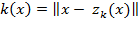 k(x) = ‖x − z_k(x)‖